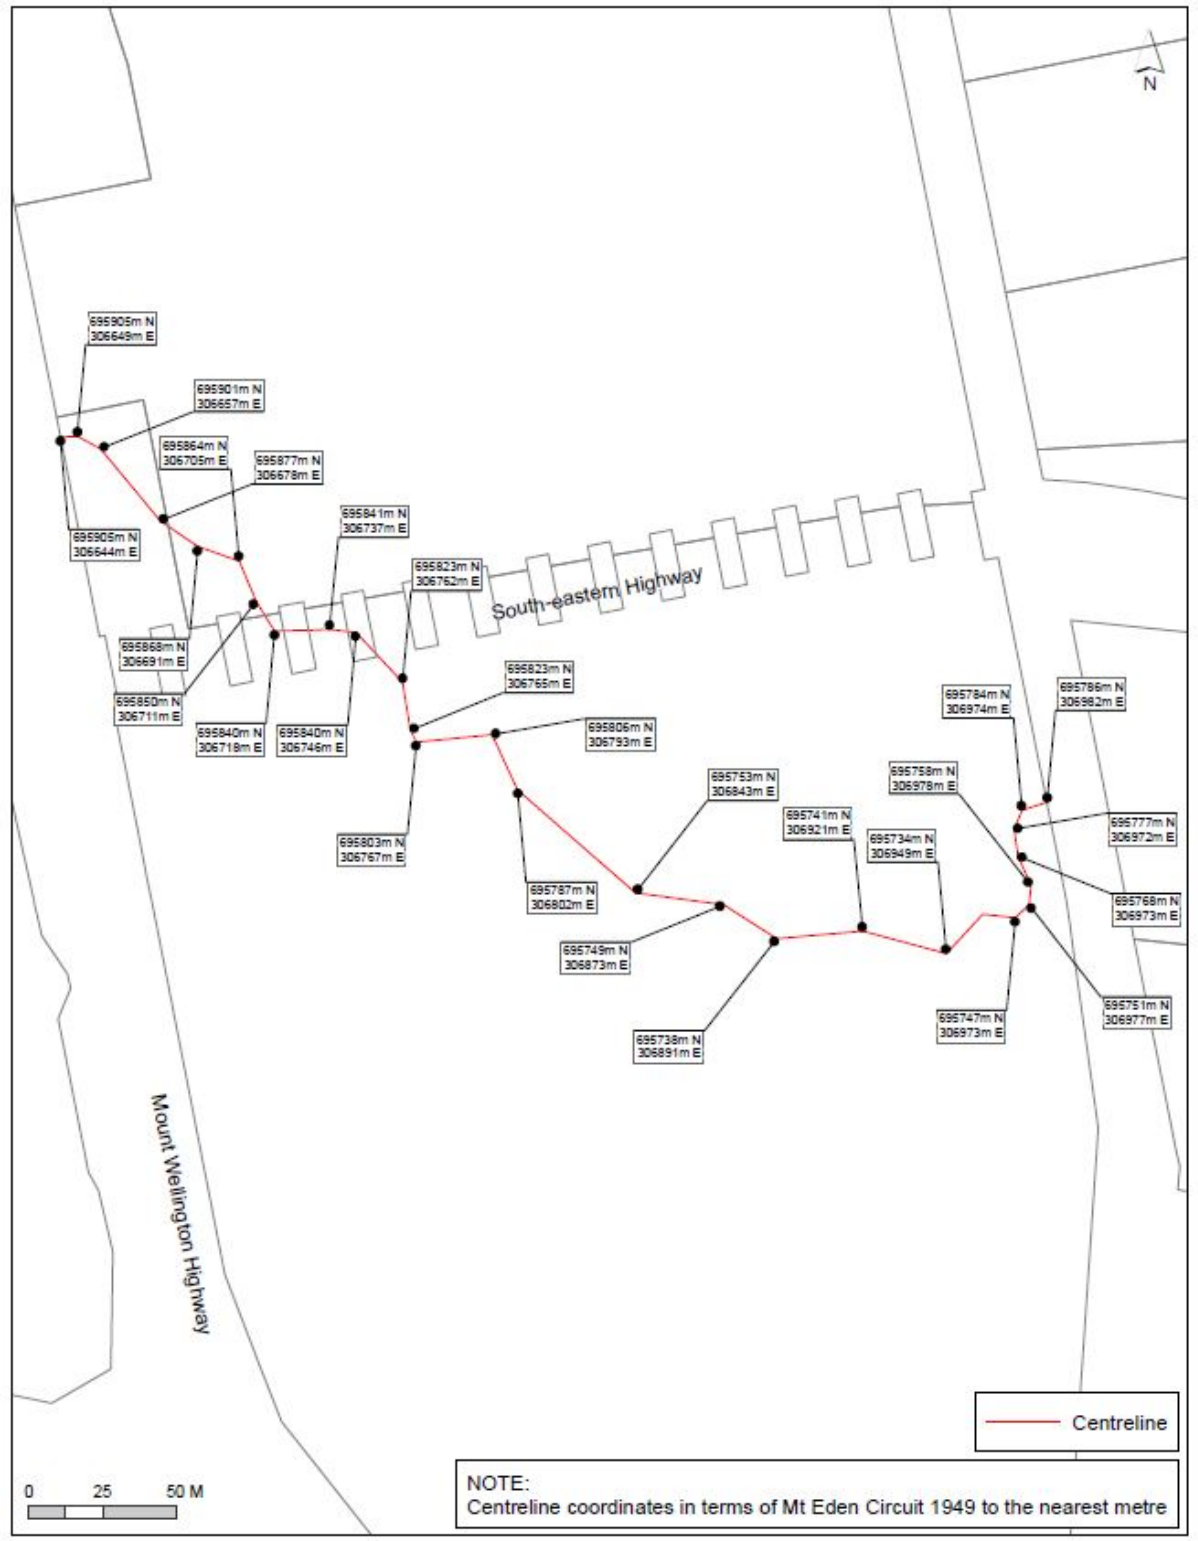 N
695905m N
306649m E
695901m N
306657m E
695864m N
306705m E
695877m N
306678m E
695841m N
306737m E
695905m N
306644m E
695823m N
306762m E
South-eastern Highway
695868m N
306691m E
695823m N
306765m E
695850m N
306711m E
695840m N
306718m E
695840m N
306746m E
695806m N
306793m E
695784m N
306974m E
695786m N
306982m E
695758m N
306978m E
695753m N
306843m E
695741m N
306921m E
695777m N
306972m E
695734m N
306949m E
695803m N
306767m E
695787m N
306802m E
695768m N
306973m E
695749m N
306873m E
695751m N
306977m E
695747m N
306973m E
695738m N
306891m E
Mount Wellington Highway
Centreline
0 25 50 M
NOTE:
Centreline coordinates in terms of Mt Eden Circuit 1949 to the nearest metre